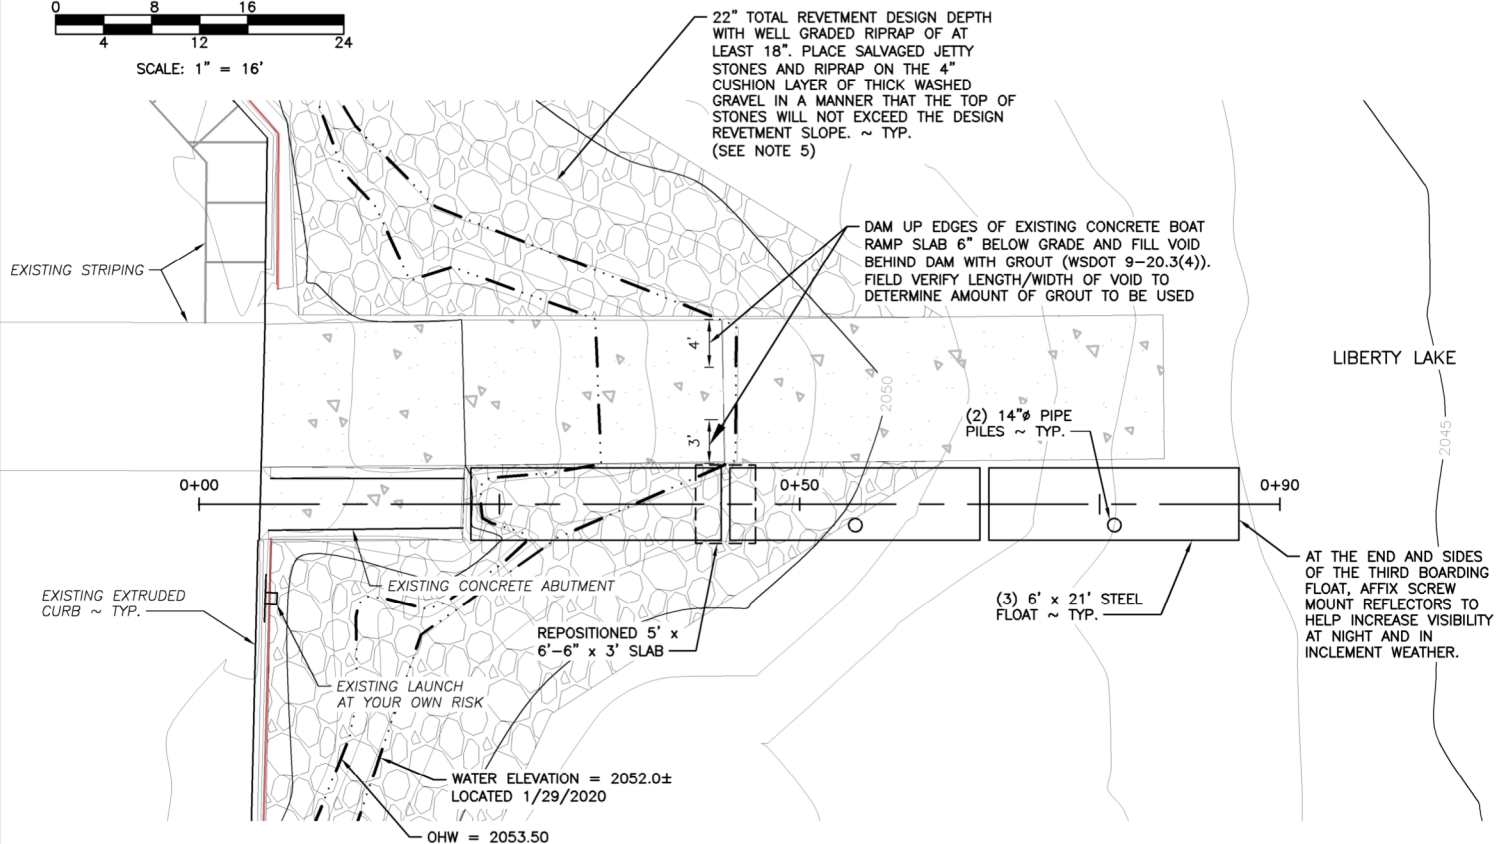 0 8 16
4 12 24
SCALE: 1" = 16'
22" TOTAL REVETMENT DESIGN DEPTH
WITH WELL GRADED RIPRAP OF AT
LEAST 18". PLACE SALVAGED JETTY
STONES AND RIPRAP ON THE 4"
CUSHION LAYER OF THICK WASHED
GRAVEL IN A MANNER THAT THE TOP OF
STONES WILL NOT EXCEED THE DESIGN
REVETMENT SLOPE. ~ TYP.
(SEE NOTE 5)
DAM UP EDGES OF EXISTING CONCRETE BOAT
RAMP SLAB 6" BELOW GRADE AND FILL VOID
BEHIND DAM WITH GROUT (WSDOT 9-20.3(4)).
FIELD VERIFY LENGTH/WIDTH OF VOID TO
DETERMINE AMOUNT OF GROUT TO BE USED
EXISTING STRIPING
4'
3'
LIBERTY LAKE
2050
2045
(2) 14"ø PIPE
PILES ~ TYP.
0+00
0+50
0+90
EXISTING CONCRETE ABUTMENT
EXISTING EXTRUDED
CURB ~ TYP.
REPOSITIONED 5' x
6'-6" x 3' SLAB
(3) 6' x 21' STEEL
FLOAT ~ TYP.
AT THE END AND SIDES
OF THE THIRD BOARDING
FLOAT, AFFIX SCREW
MOUNT REFLECTORS TO
HELP INCREASE VISIBILITY
AT NIGHT AND IN
INCLEMENT WEATHER.
EXISTING LAUNCH
AT YOUR OWN RISK
WATER ELEVATION = 2052.0±
LOCATED 1/29/2020
OHW = 2053.50